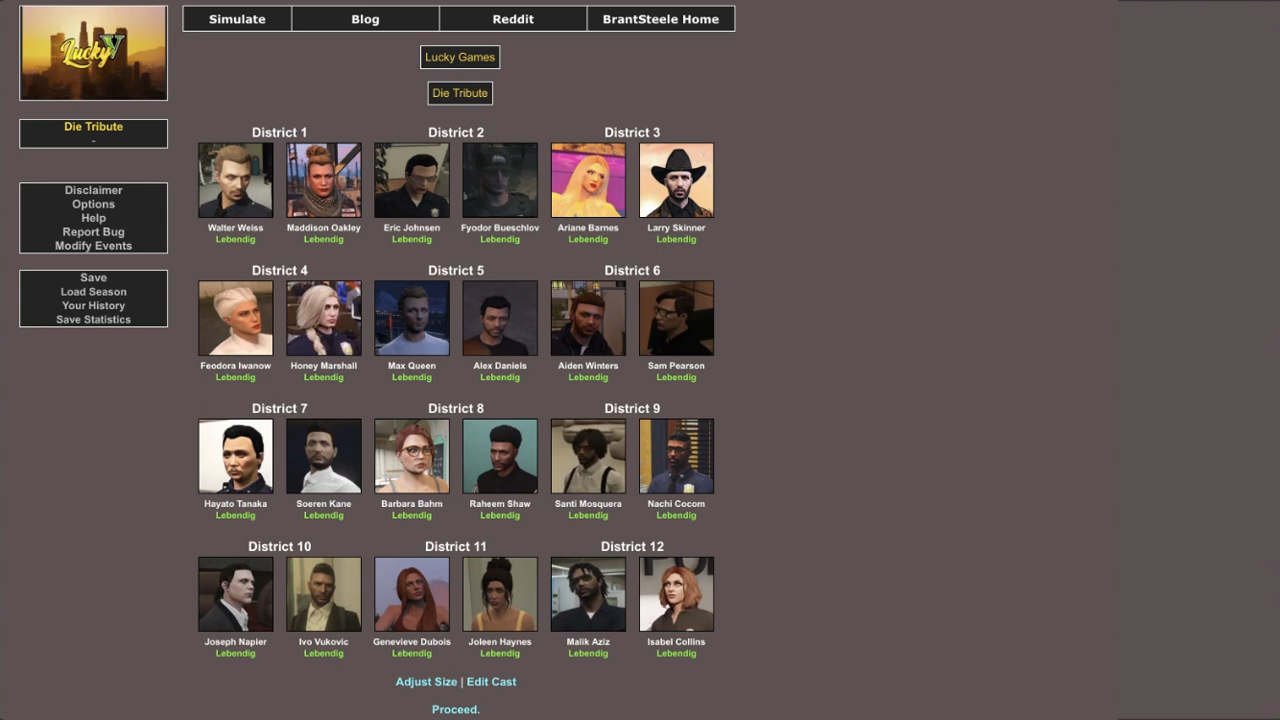 Simulate Blog Reddit BrantSteele Home
Lucky V
Lucky Games
Die Tribute
Die Tribute
-
Disclaimer
Options
Help
Report Bug
Modify Events
Save
Load Season
Your History
Save Statistics
District 1 District 2 District 3
Walter Weiss Maddison Oakley Eric Johnsen Fyodor Bueschlov Ariane Barnes Larry Skinner
Lebendig Lebendig Lebendig Lebendig Lebendig Lebendig
District 4 District 5 District 6
Feodora Iwanow Honey Marshall Max Queen Alex Daniels Aiden Winters Sam Pearson
Lebendig Lebendig Lebendig Lebendig Lebendig Lebendig
District 7 District 8 District 9
Hayato Tanaka Soeren Kane Barbara Bahm Raheem Shaw Santi Mosquera Nachi Cocom
Lebendig Lebendig Lebendig Lebendig Lebendig Lebendig
District 10 District 11 District 12
Joseph Napier Ivo Vukovic Genevieve Dubois Joleen Haynes Malik Aziz Isabel Collins
Lebendig Lebendig Lebendig Lebendig Lebendig Lebendig
Adjust Size | Edit Cast
Proceed.